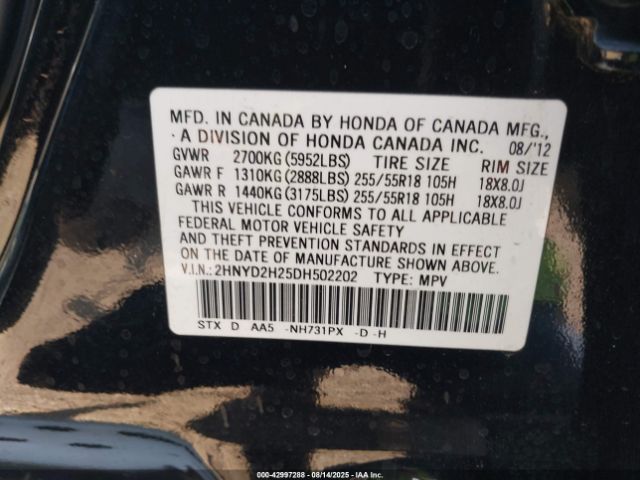 MFD. IN CANADA BY HONDA OF CANADA MFG.,
·A DIVISION OF HONDA CANADA INC. 08/'12
GVWR 2700KG(5952LBS) TIRE SIZE RIM SIZE
GAWR F 1310KG(2888LBS) 255/55R18 105H 18X8.0J
GAWR R 1440KG(3175LBS) 255/55R18 105H 18X8.0J
THIS VEHICLE CONFORMS TO ALL APPLICABLE
FEDERAL MOTOR VEHICLE SAFETY
AND THEFT PREVENTION STANDARDS IN EFFECT
ON THE DATE OF MANUFACTURE SHOWN ABOVE.
V.I.N.:2HNYD2H25DH502202 TYPE: MPV
STX D AA5 -NH731PX -D-H
000-42997288 - 08/14/2025 - IAA Inc.